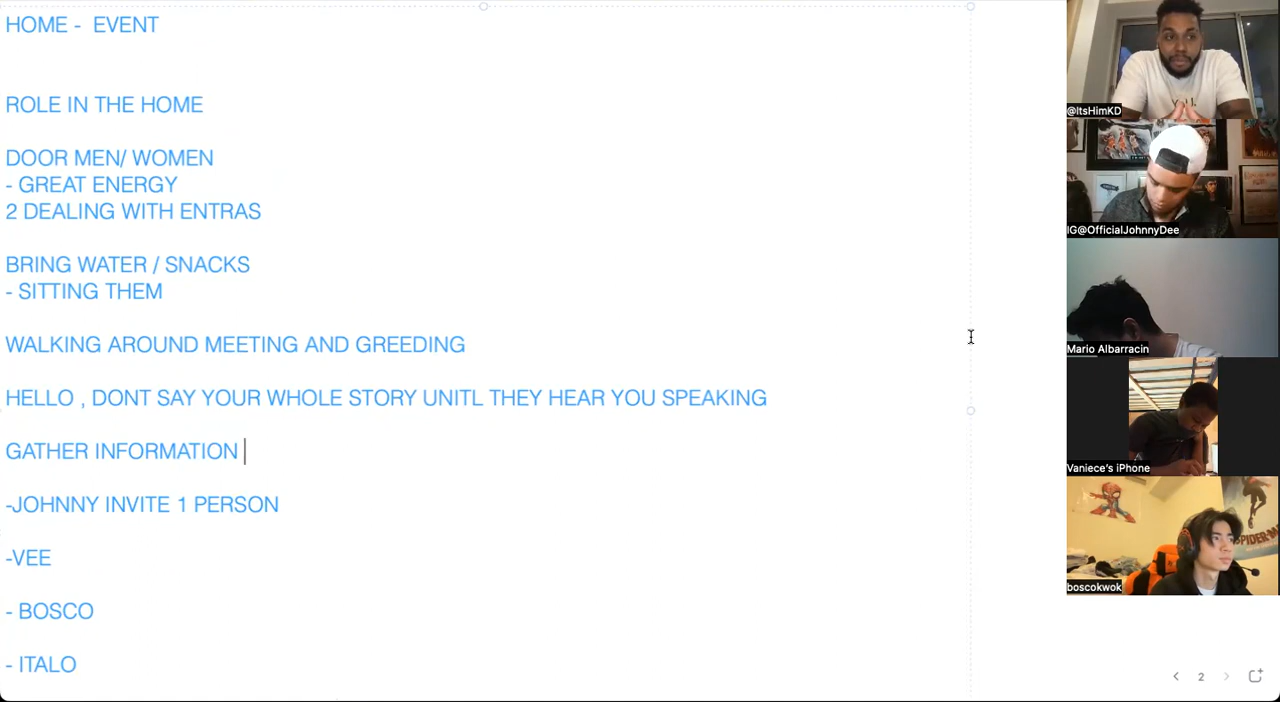 HOME -  EVENT
ROLE IN THE HOME
DOOR MEN/ WOMEN
- GREAT ENERGY
2 DEALING WITH ENTRAS
BRING WATER / SNACKS
- SITTING THEM
WALKING AROUND MEETING AND GREEDING
HELLO , DONT SAY YOUR WHOLE STORY UNITL THEY HEAR YOU SPEAKING
GATHER INFORMATION
-JOHNNY INVITE 1 PERSON
-VEE
- BOSCO
- ITALO
@ItsHimKD
IG@OfficialJohnnyDee
Mario Albarracin
Vaniece's iPhone
boscokwok
2